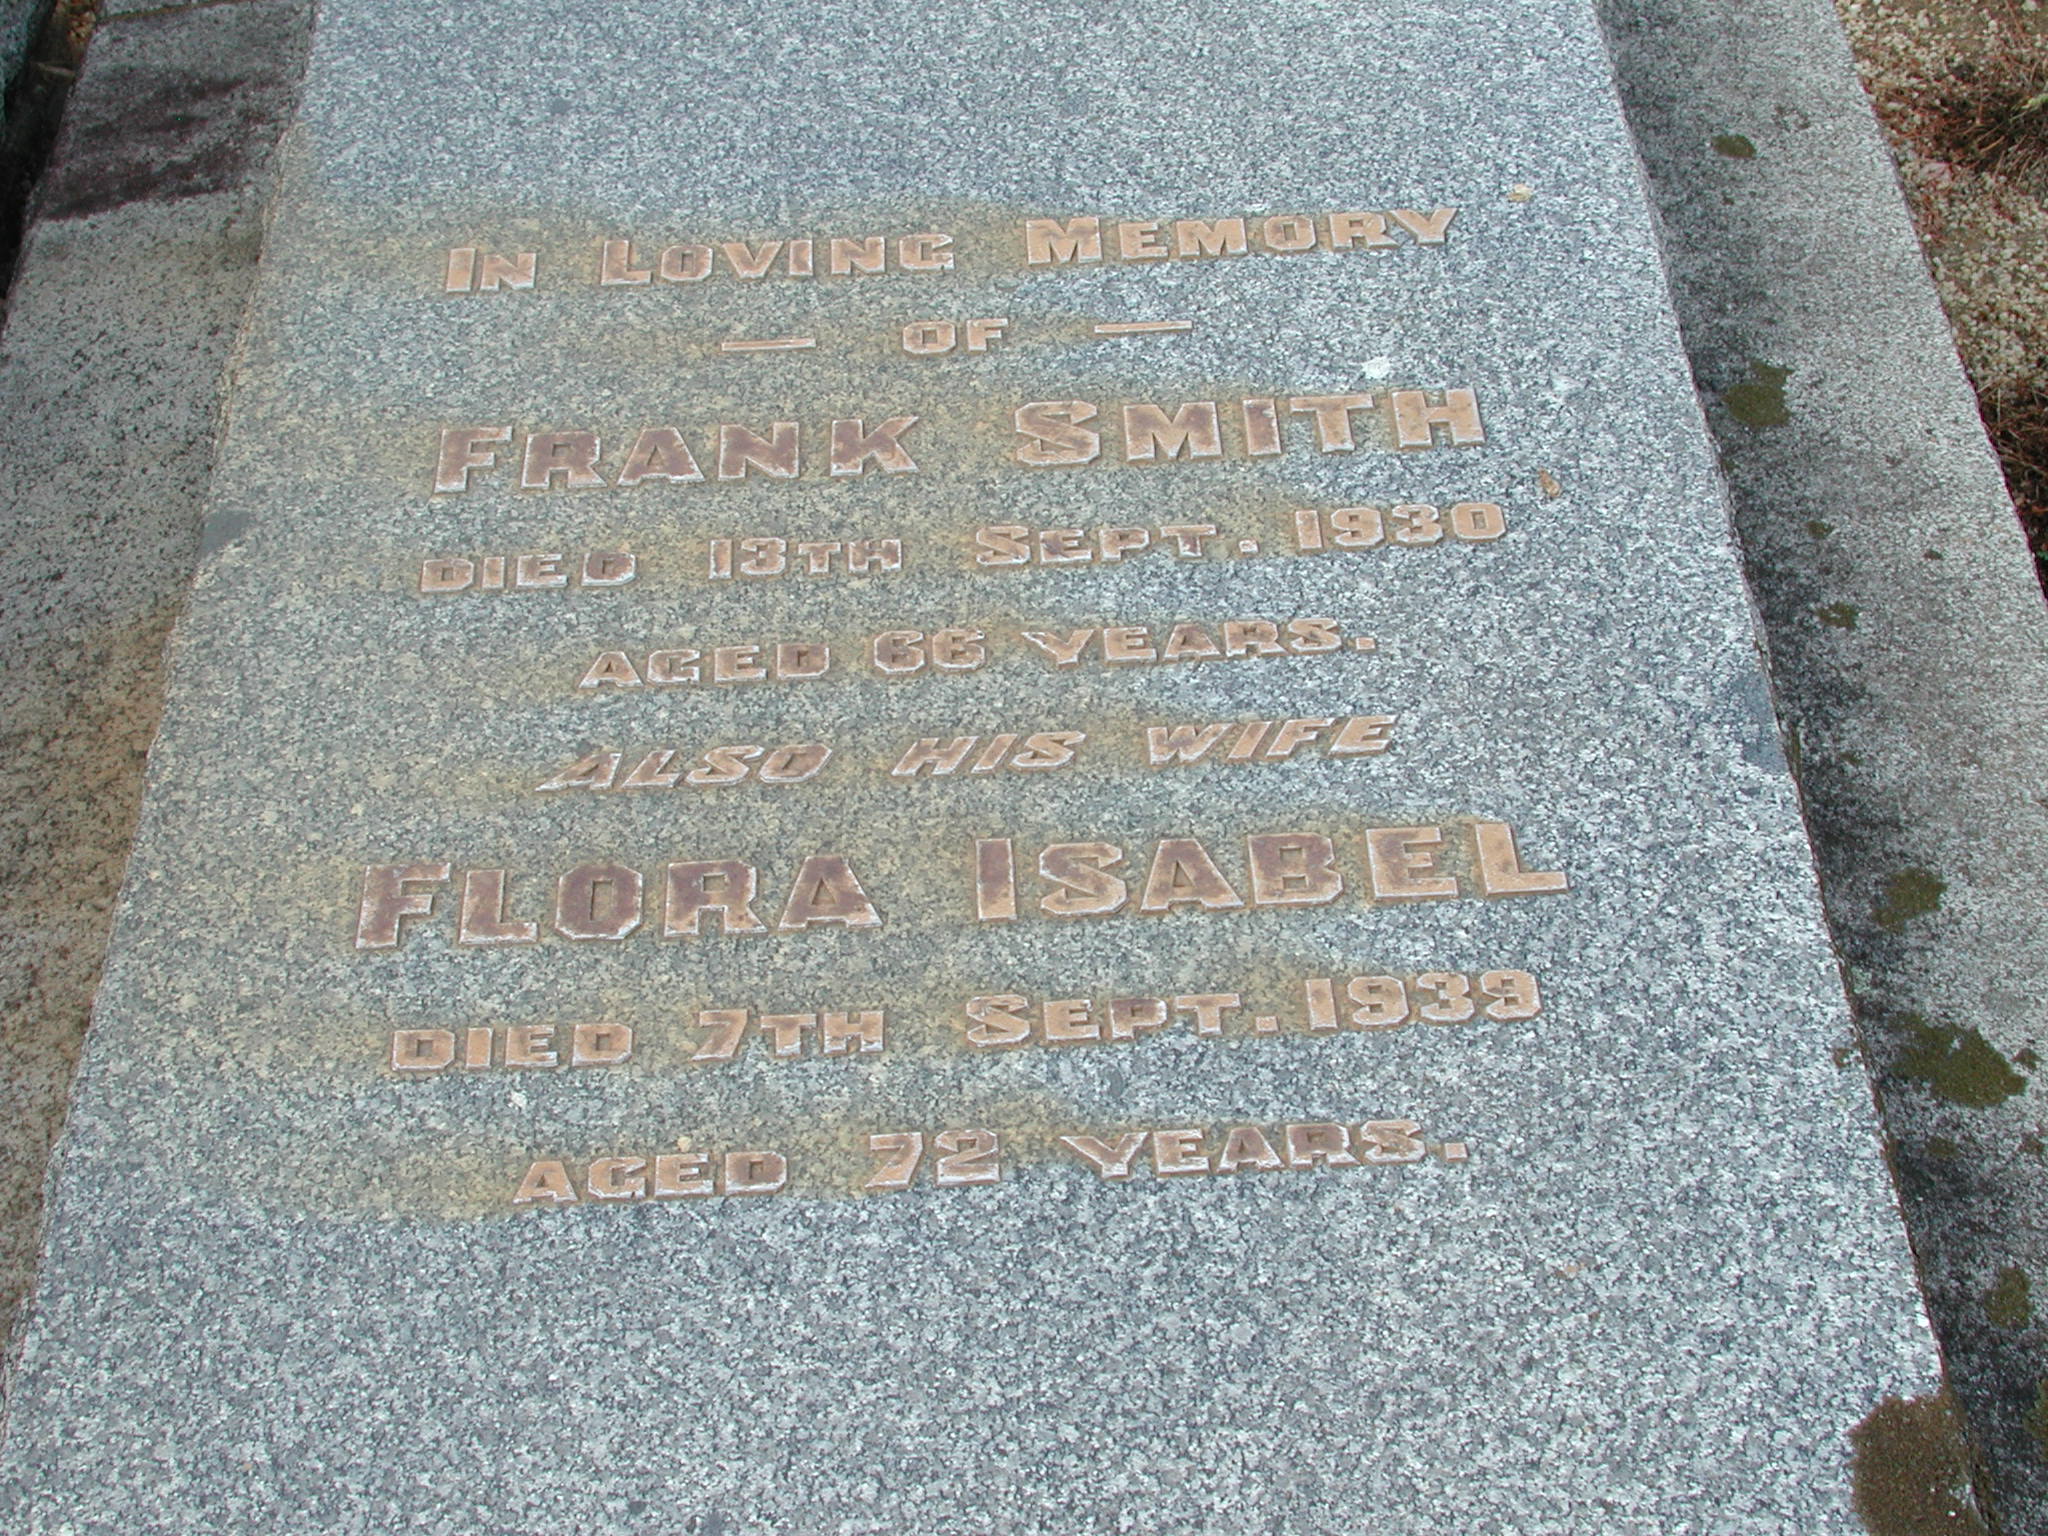 IN LOVING MEMORY
— OF —
FRANK SMITH
DIED 13TH SEPT. 1930
AGED 66 YEARS.
ALSO HIS WIFE
FLORA ISABEL
DIED 7TH SEPT. 1939
AGED 72 YEARS.